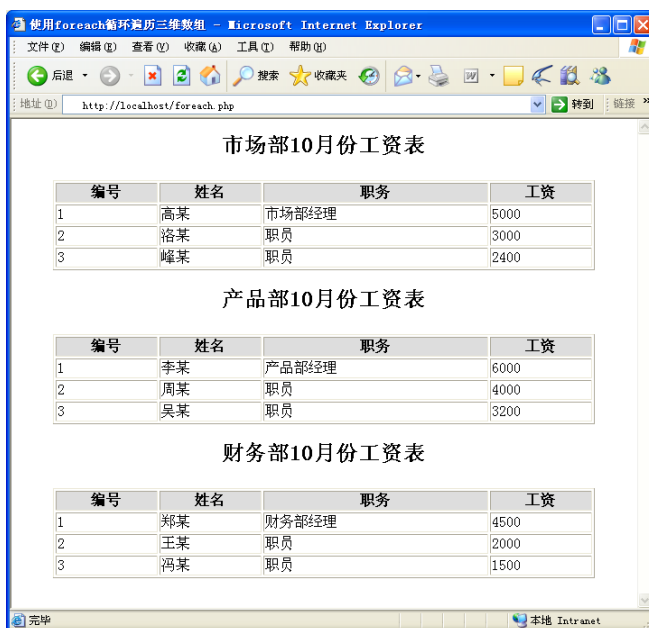 使用foreach循环遍历三维数组 - Microsoft Internet Explorer
文件(F) 编辑(E) 查看(V) 收藏(A) 工具(T) 帮助(H)
后退 搜索 收藏夹
地址(D) http://localhost/foreach.php 转到 链接 »
市场部10月份工资表
编号 姓名 职务 工资
1 高某 市场部经理 5000
2 洛某 职员 3000
3 峰某 职员 2400
产品部10月份工资表
编号 姓名 职务 工资
1 李某 产品部经理 6000
2 周某 职员 4000
3 吴某 职员 3200
财务部10月份工资表
编号 姓名 职务 工资
1 郑某 财务部经理 4500
2 王某 职员 2000
3 冯某 职员 1500
完毕 本地 Intranet